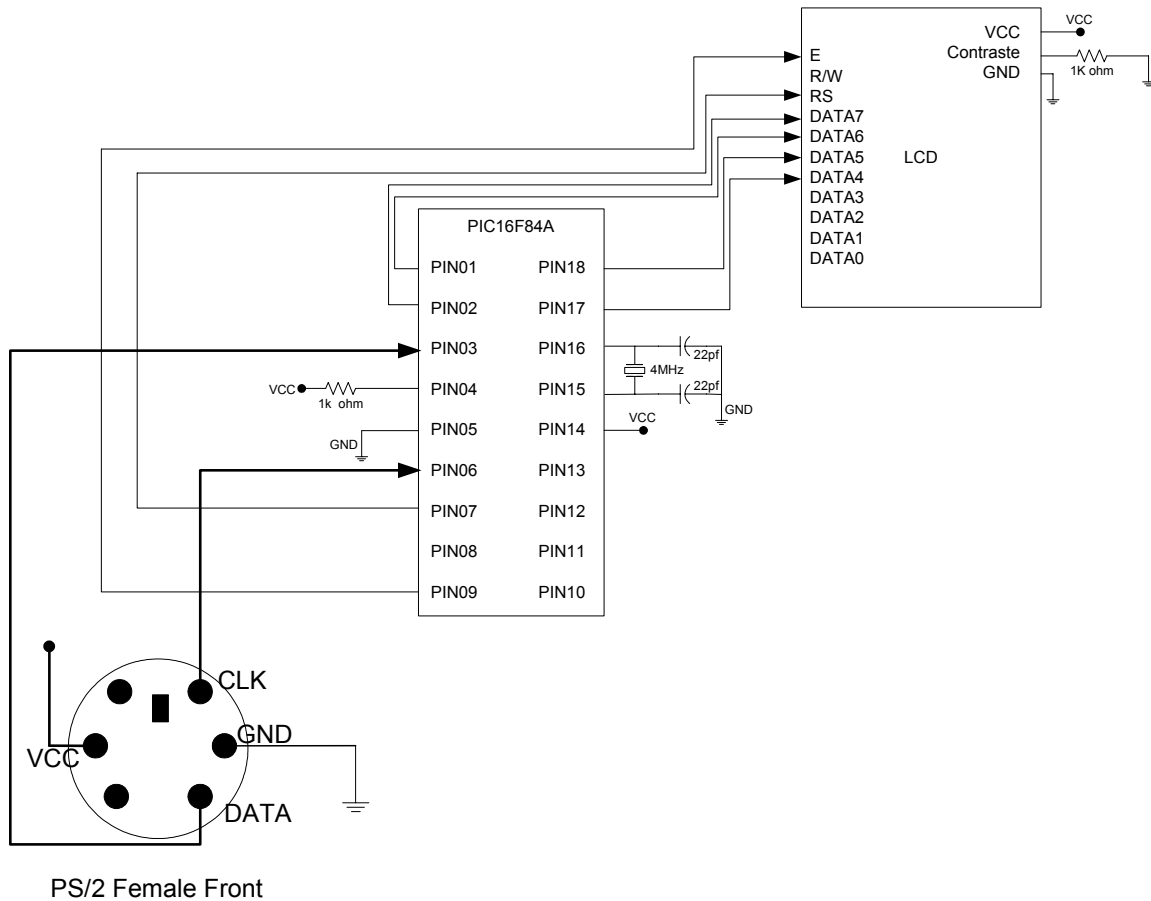 VCC
VCC
Contraste
1K ohm
GND
E
R/W
RS
DATA7
DATA6
DATA5
LCD
DATA4
DATA3
DATA2
DATA1
DATA0
PIC16F84A
PIN01
PIN18
PIN02
PIN17
PIN03
PIN16
22pf
4MHz
VCC
1k ohm
PIN04
PIN15
22pf
GND
GND
PIN05
PIN14
VCC
PIN06
PIN13
PIN07
PIN12
PIN08
PIN11
PIN09
PIN10
CLK
GND
VCC
DATA
PS/2 Female Front